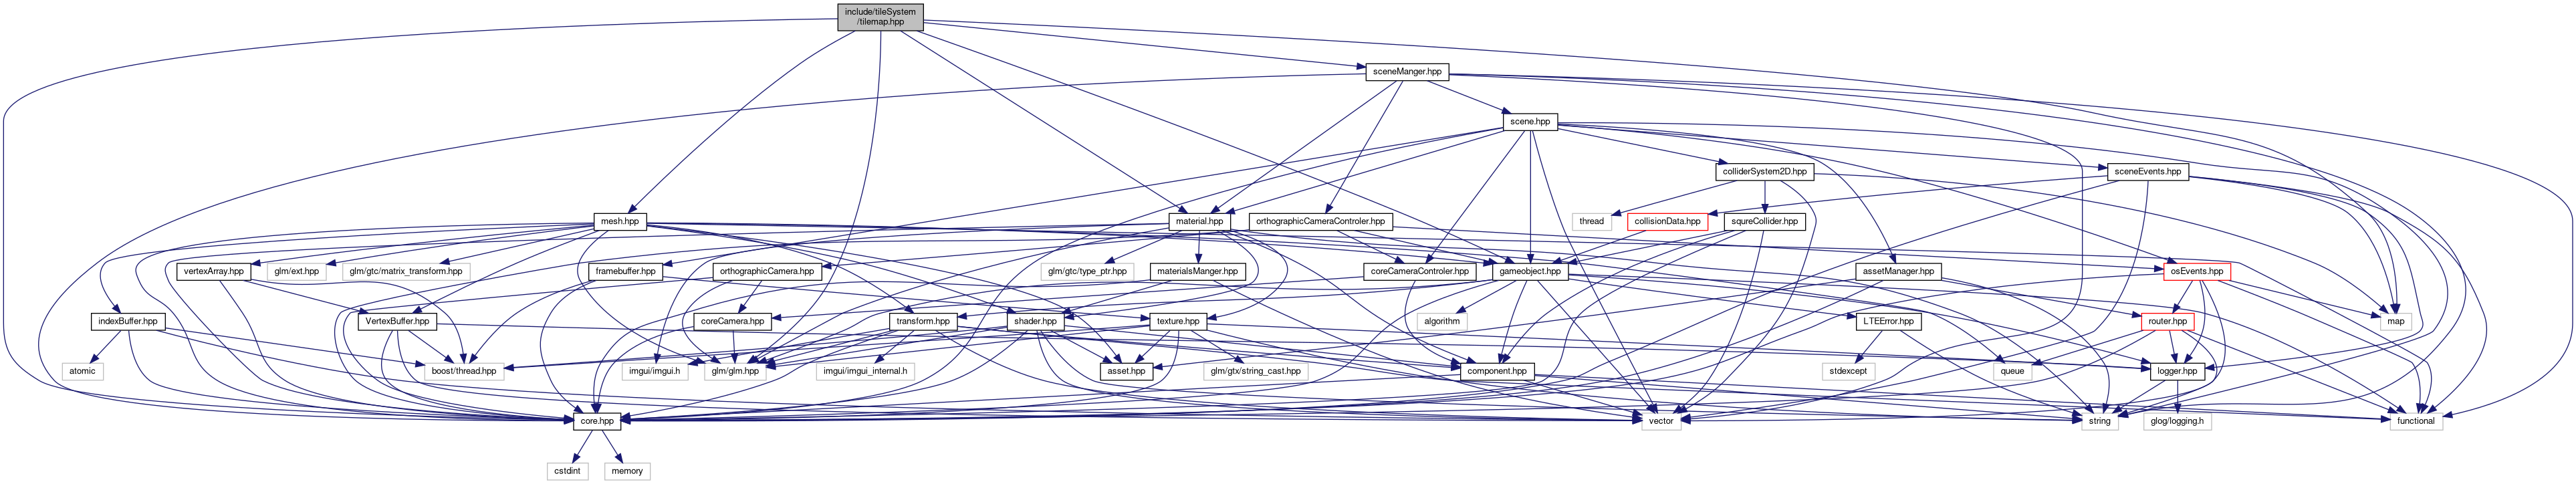 include/tileSystem
/tilemap.hpp
sceneManger.hpp
scene.hpp
colliderSystem2D.hpp
sceneEvents.hpp
mesh.hpp
material.hpp
orthographicCameraControler.hpp
thread
collisionData.hpp
squreCollider.hpp
vertexArray.hpp
glm/ext.hpp
glm/gtc/matrix_transform.hpp
framebuffer.hpp
orthographicCamera.hpp
glm/gtc/type_ptr.hpp
materialsManger.hpp
coreCameraControler.hpp
gameobject.hpp
assetManager.hpp
osEvents.hpp
indexBuffer.hpp
VertexBuffer.hpp
coreCamera.hpp
transform.hpp
shader.hpp
texture.hpp
algorithm
LTEError.hpp
router.hpp
map
atomic
boost/thread.hpp
imgui/imgui.h
glm/glm.hpp
imgui/imgui_internal.h
asset.hpp
glm/gtx/string_cast.hpp
component.hpp
stdexcept
queue
logger.hpp
core.hpp
vector
string
glog/logging.h
functional
cstdint
memory